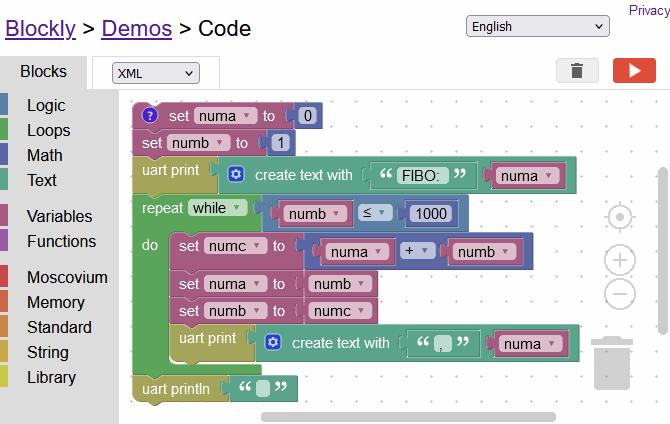 Privacy
Blockly > Demos > Code
English
Blocks
XML
Logic
Loops
Math
Text
Variables
Functions
Moscovium
Memory
Standard
String
Library
? set numa to 0
set numb to 1
uart print create text with “ FIBO: ” numa
repeat while numb ≤ 1000
do set numc to numa + numb
set numa to numb
set numb to numc
uart print create text with “ , ” numa
uart println “ ”